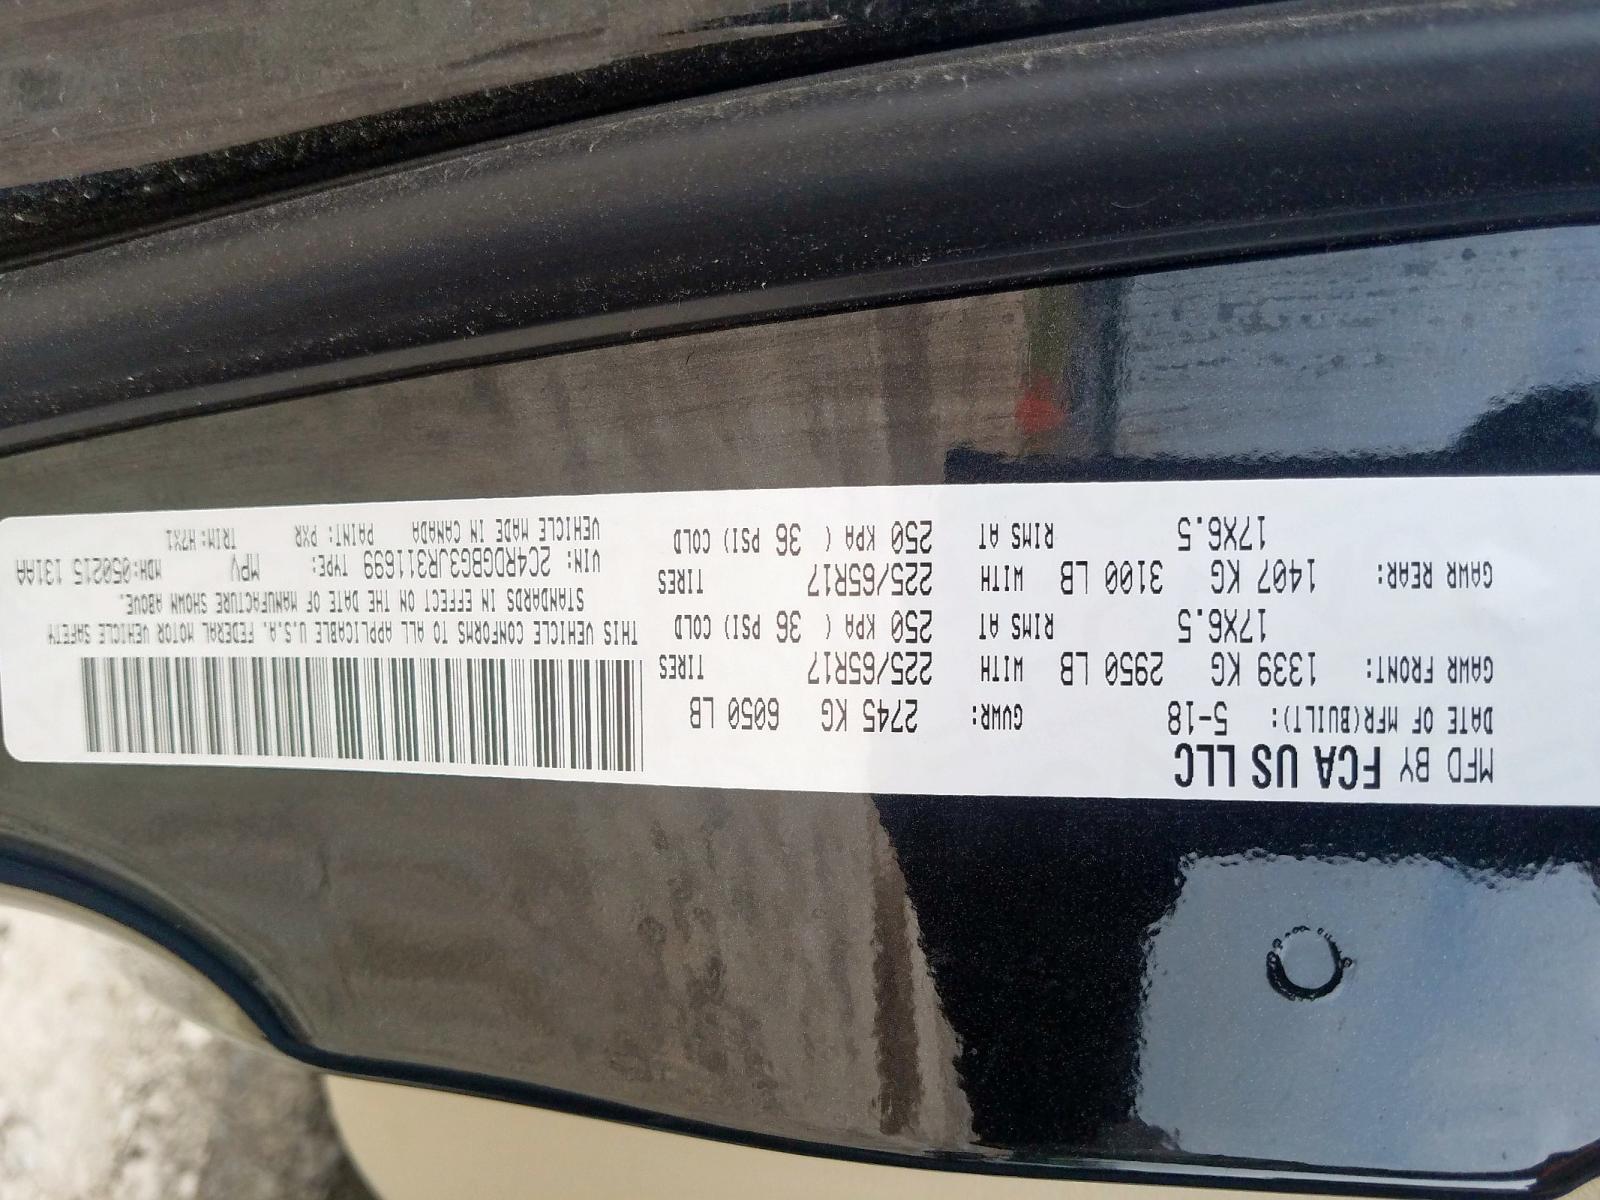 MFD BY FCA US LLC
DATE OF MFR(BUILT): 5-18 GVWR: 2745 KG 6050 LB
GAWR FRONT: 1339 KG 2950 LB WITH 225/65R17 TIRES
17X6.5 RIMS AT 250 KPA ( 36 PSI) COLD
GAWR REAR: 1407 KG 3100 LB WITH 225/65R17 TIRES
17X6.5 RIMS AT 250 KPA ( 36 PSI) COLD
THIS VEHICLE CONFORMS TO ALL APPLICABLE U.S.A. FEDERAL MOTOR VEHICLE SAFETY
STANDARDS IN EFFECT ON THE DATE OF MANUFACTURE SHOWN ABOVE.
VIN: 2C4RDGBG3JR311699 TYPE: MPV MDH:050215 131AA
VEHICLE MADE IN CANADA PAINT: PXR TRIM:H7X1